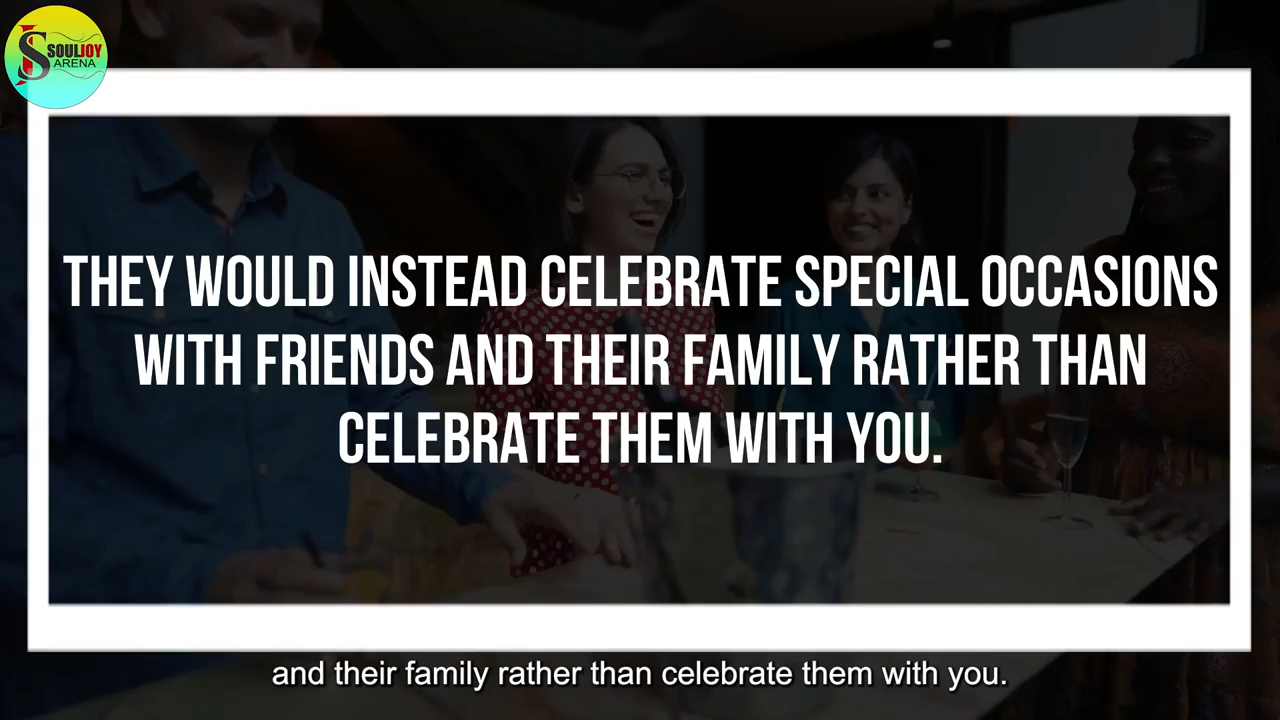 SOULJOY
ARENA
THEY WOULD INSTEAD CELEBRATE SPECIAL OCCASIONS
WITH FRIENDS AND THEIR FAMILY RATHER THAN
CELEBRATE THEM WITH YOU.
and their family rather than celebrate them with you.